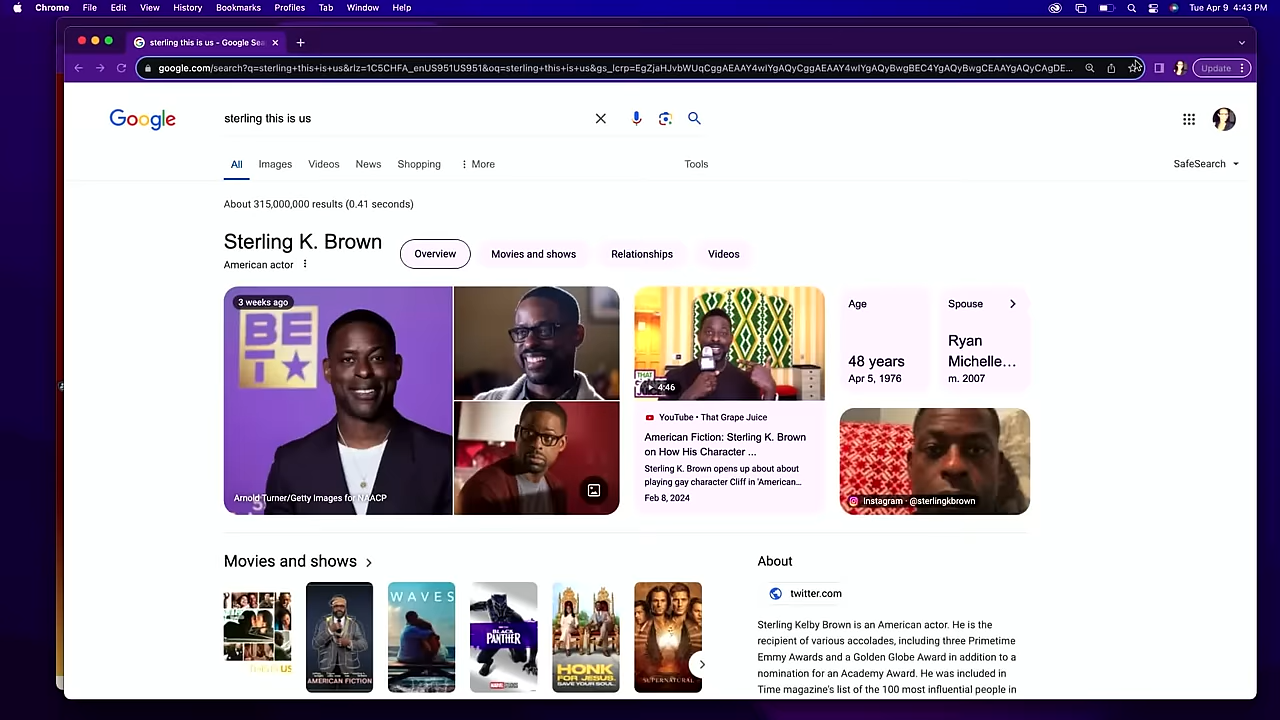 Chrome File Edit View History Bookmarks Profiles Tab Window Help Tue Apr 9 4:43 PM
sterling this is us - Google Sea
google.com/search?q=sterling+this+is+us&rlz=1C5CHFA_enUS951US951&oq=sterling+this+is+us&gs_lcrp=EgZjaHJvbWUqCggAEAAY4wIYgAQyCggAEAAY4wIYgAQyBwgBEC4YgAQyBwgCEAAYgAQyCAgDE... Update
Google sterling this is us
All Images Videos News Shopping More Tools SafeSearch
About 315,000,000 results (0.41 seconds)
Sterling K. Brown
American actor
Overview Movies and shows Relationships Videos
3 weeks ago
BET
Arnold Turner/Getty Images for NAACP
THAT
4:46
YouTube • That Grape Juice
American Fiction: Sterling K. Brown
on How His Character ...
Sterling K. Brown opens up about about
playing gay character Cliff in 'American...
Feb 8, 2024
Age
48 years
Apr 5, 1976
Spouse
Ryan
Michelle...
m. 2007
Instagram · @sterlingkbrown
Movies and shows
THIS IS US
AMERICAN FICTION
WAVES
BLACK
PANTHER
HONK
FOR JESUS.
SAVE YOUR SOUL.
SUPERNATURAL
About
twitter.com
Sterling Kelby Brown is an American actor. He is the
recipient of various accolades, including three Primetime
Emmy Awards and a Golden Globe Award in addition to a
nomination for an Academy Award. He was included in
Time magazine's list of the 100 most influential people in